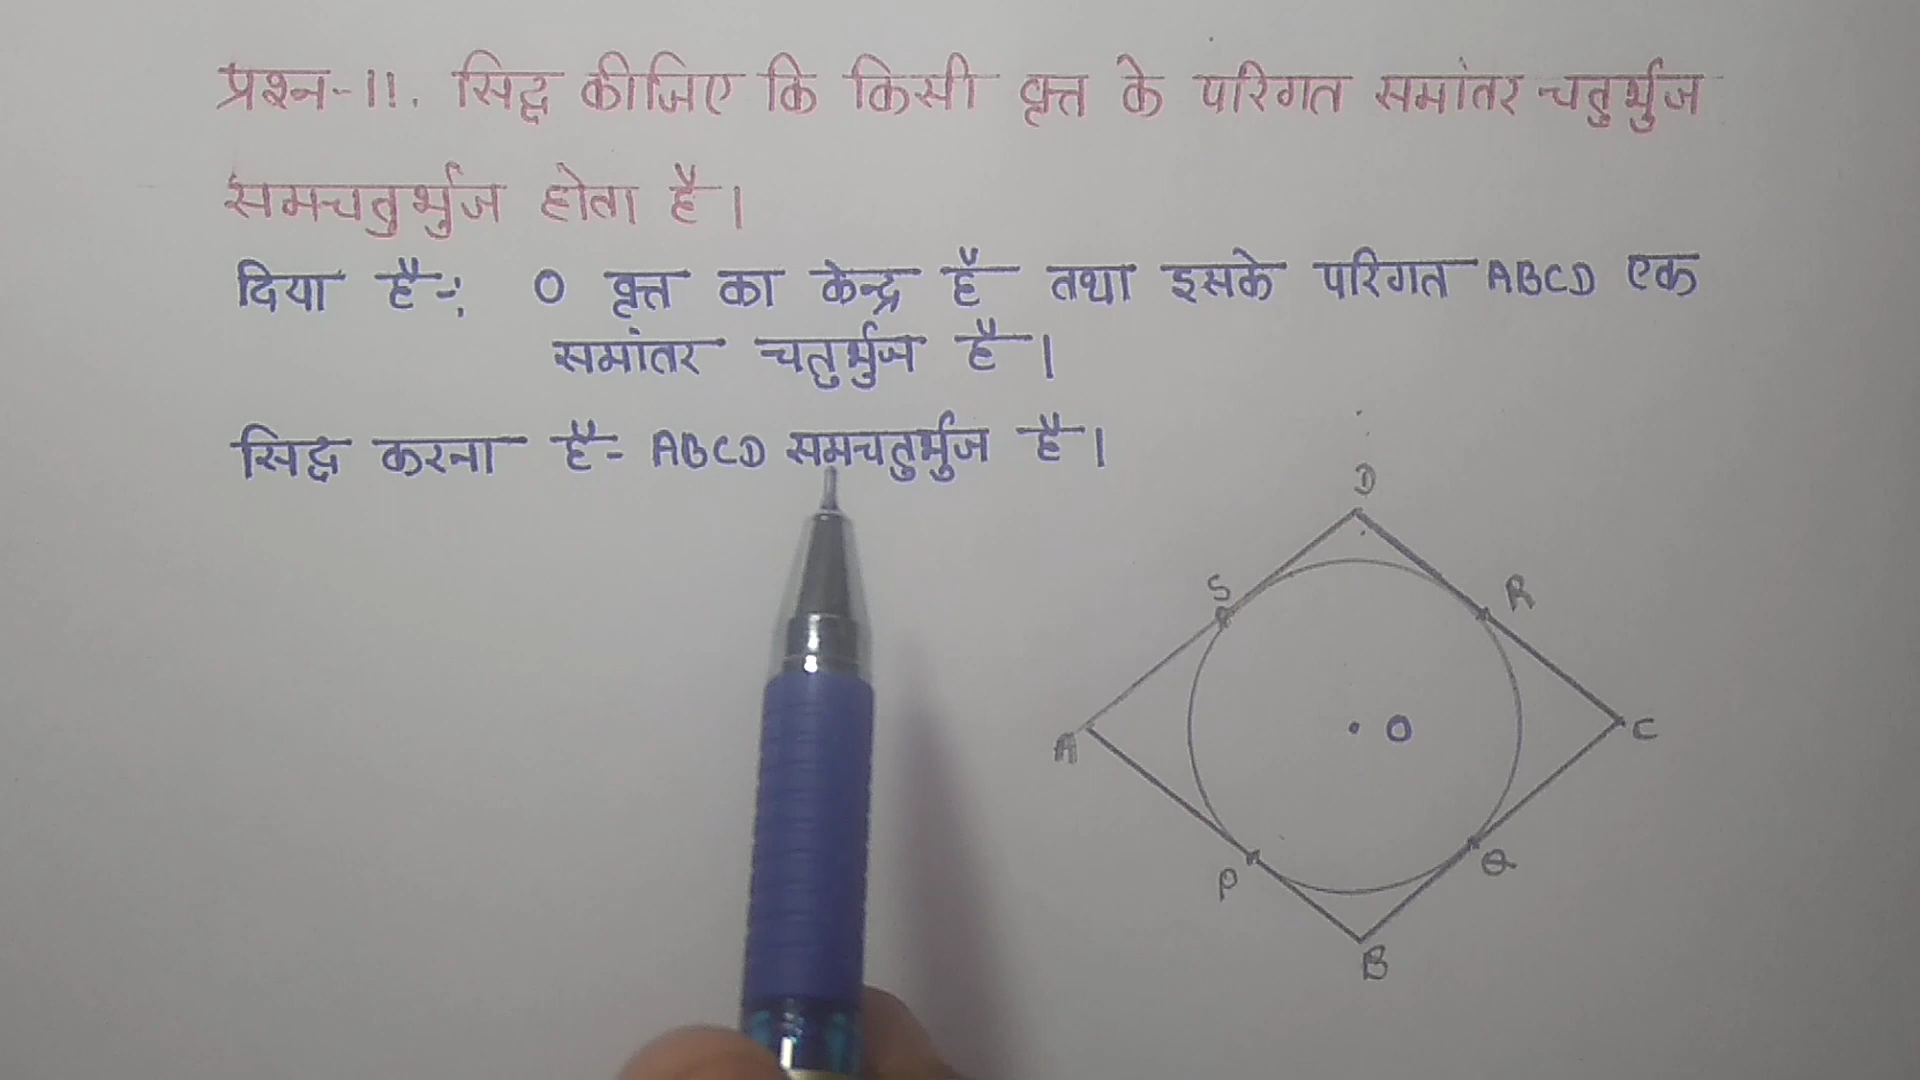 प्रश्न-11. सिद्ध कीजिए कि किसी वृत्त के परिगत समांतर चतुर्भुज
समचतुर्भुज होता है।
दिया है-: O वृत्त का केन्द्र है तथा इसके परिगत ABCD एक
समांतर चतुर्भुज है।
सिद्ध करना है- ABCD समचतुर्भुज है।
D
S R
O
A C
P Q
B